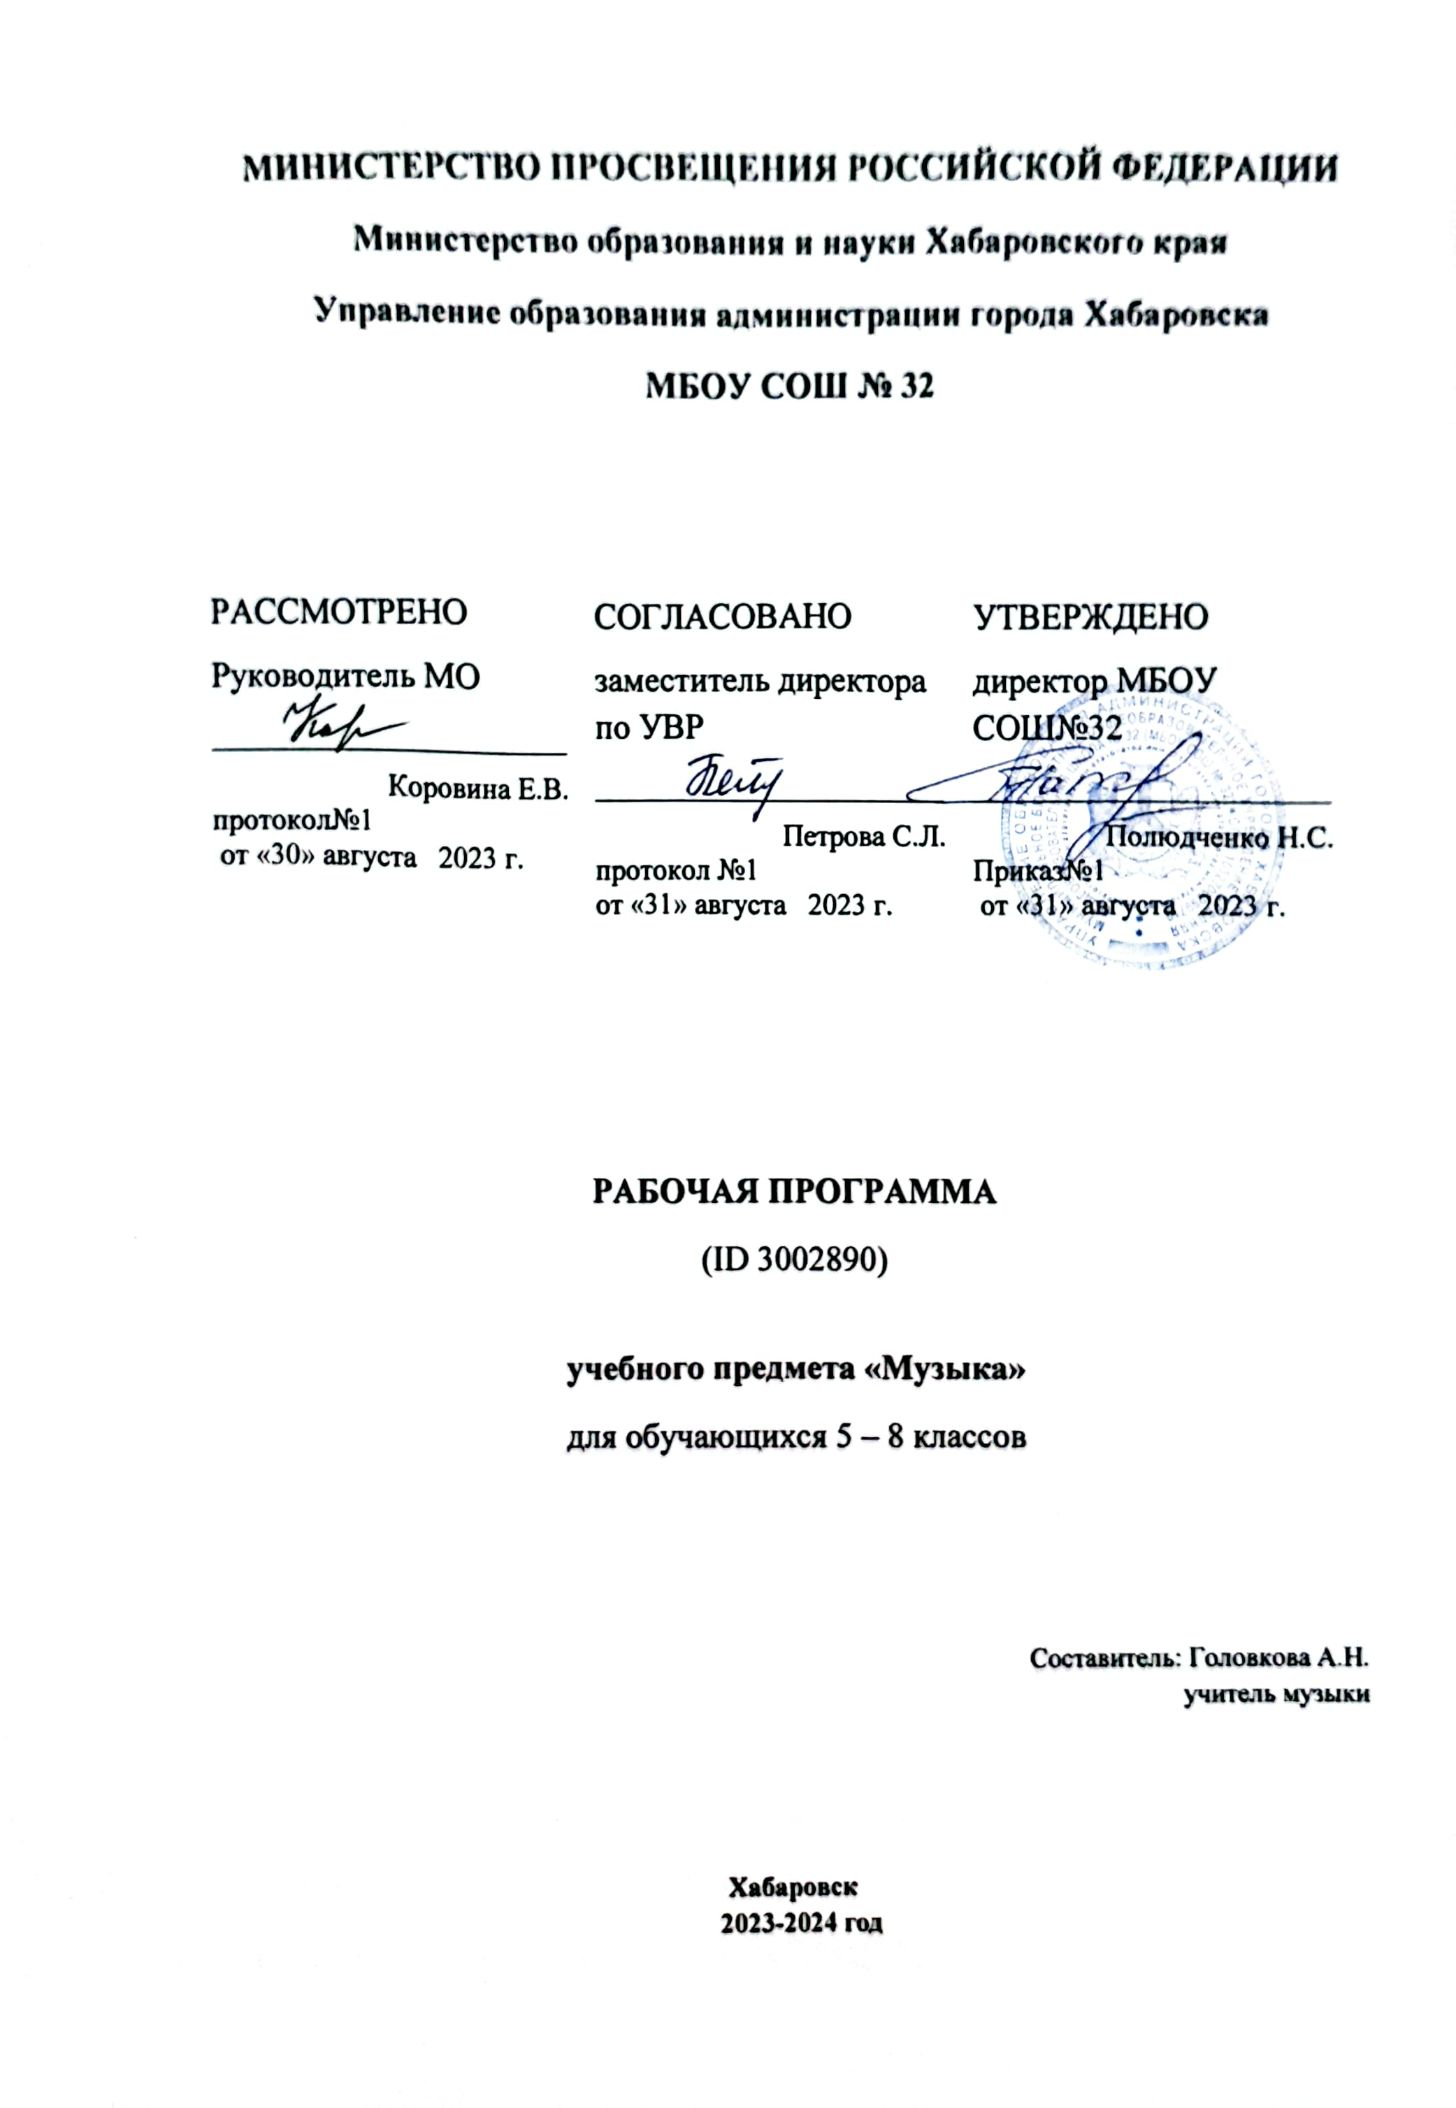 МИНИСТЕРСТВО ПРОСВЕЩЕНИЯ РОССИЙСКОЙ ФЕДЕРАЦИИ
Министерство образования и науки Хабаровского края
Управление образования администрации города Хабаровска
МБОУ СОШ № 32
РАССМОТРЕНО
Руководитель МО
Коровина Е.В.
протокол№1
от «30» августа 2023 г.
СОГЛАСОВАНО
заместитель директора
по УВР
Петрова С.Л.
протокол №1
от «31» августа 2023 г.
УТВЕРЖДЕНО
директор МБОУ
СОШ№32
Полюдченко Н.С.
Приказ№1
от «31» августа 2023 г.
РАБОЧАЯ ПРОГРАММА
(ID 3002890)
учебного предмета «Музыка»
для обучающихся 5 – 8 классов
Составитель: Головкова А.Н.
учитель музыки
Хабаровск
2023-2024 год